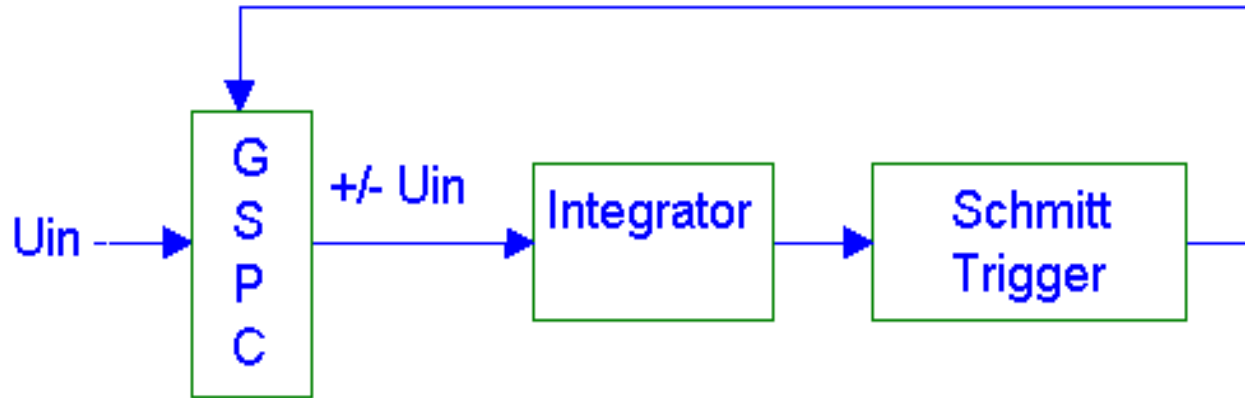 Uin
G
S
P
C
+/- Uin
Integrator
Schmitt
Trigger